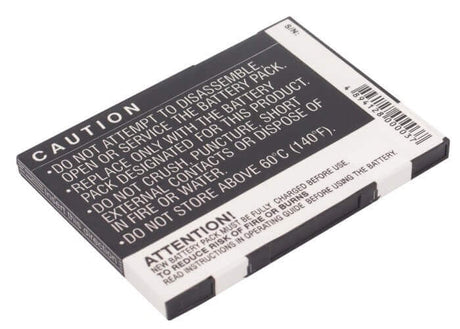 CAUTION
• DO NOT ATTEMPT TO DISASSEMBLE,
OPEN OR SERVICE THE BATTERY PACK.
• REPLACE ONLY WITH THE BATTERY
PACK DESIGNATED FOR THIS DEVICE.
• DO NOT CRUSH, PUNCTURE, SHORT
EXTERNAL CONTACTS OR DISPOSE OF
IN FIRE OR WATER.
• DO NOT STORE ABOVE 60°C (140°F).
ATTENTION!
NEW BATTERY PACK MUST BE FULLY CHARGED BEFORE USE.
TO REDUCE RISK OF FIRE OR BURNS.
READ OPERATING GUIDE BEFORE USING THE BATTERY.
S/N: